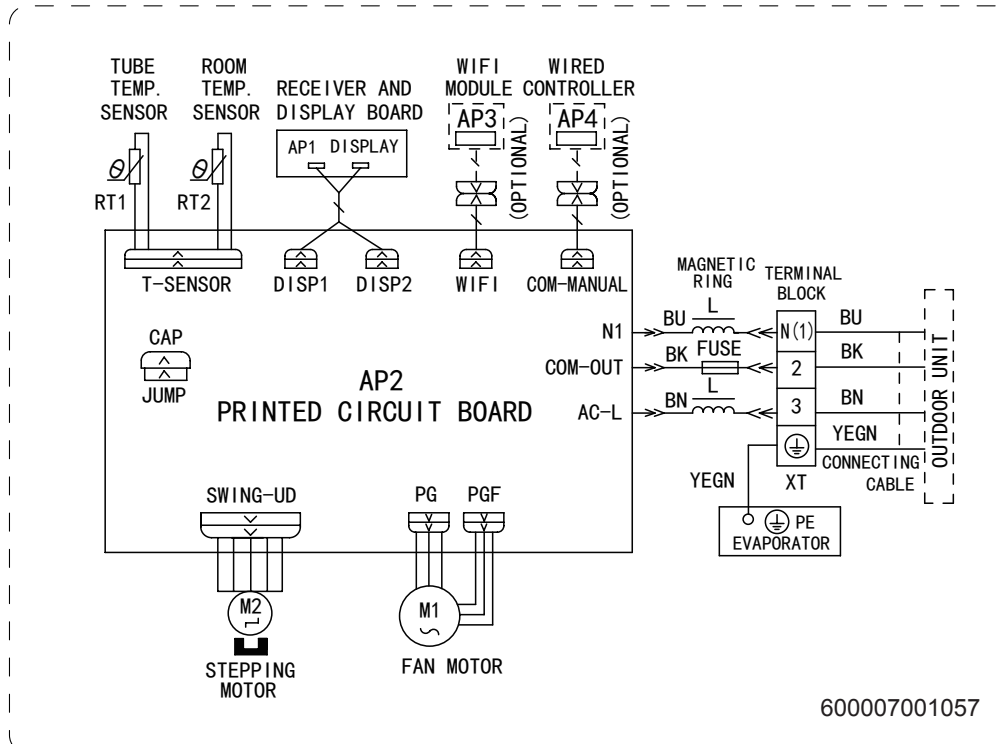 TUBE
TEMP.
SENSOR
ROOM
TEMP.
SENSOR
RECEIVER AND
DISPLAY BOARD
WIFI
MODULE
WIRED
CONTROLLER
AP1 DISPLAY
AP3
(OPTIONAL)
AP4
(OPTIONAL)
θ
RT1
θ
RT2
T-SENSOR
DISP1
DISP2
WIFI
COM-MANUAL
MAGNETIC
RING
TERMINAL
BLOCK
CAP
JUMP
AP2
PRINTED CIRCUIT BOARD
N1
BU
L
N(1)
BU
COM-OUT
BK
FUSE
2
BK
AC-L
BN
L
3
BN
YEGN
OUTDOOR UNIT
XT
CONNECTING
CABLE
YEGN
PE
EVAPORATOR
SWING-UD
PG
PGF
M2
STEPPING
MOTOR
M1
FAN MOTOR
600007001057